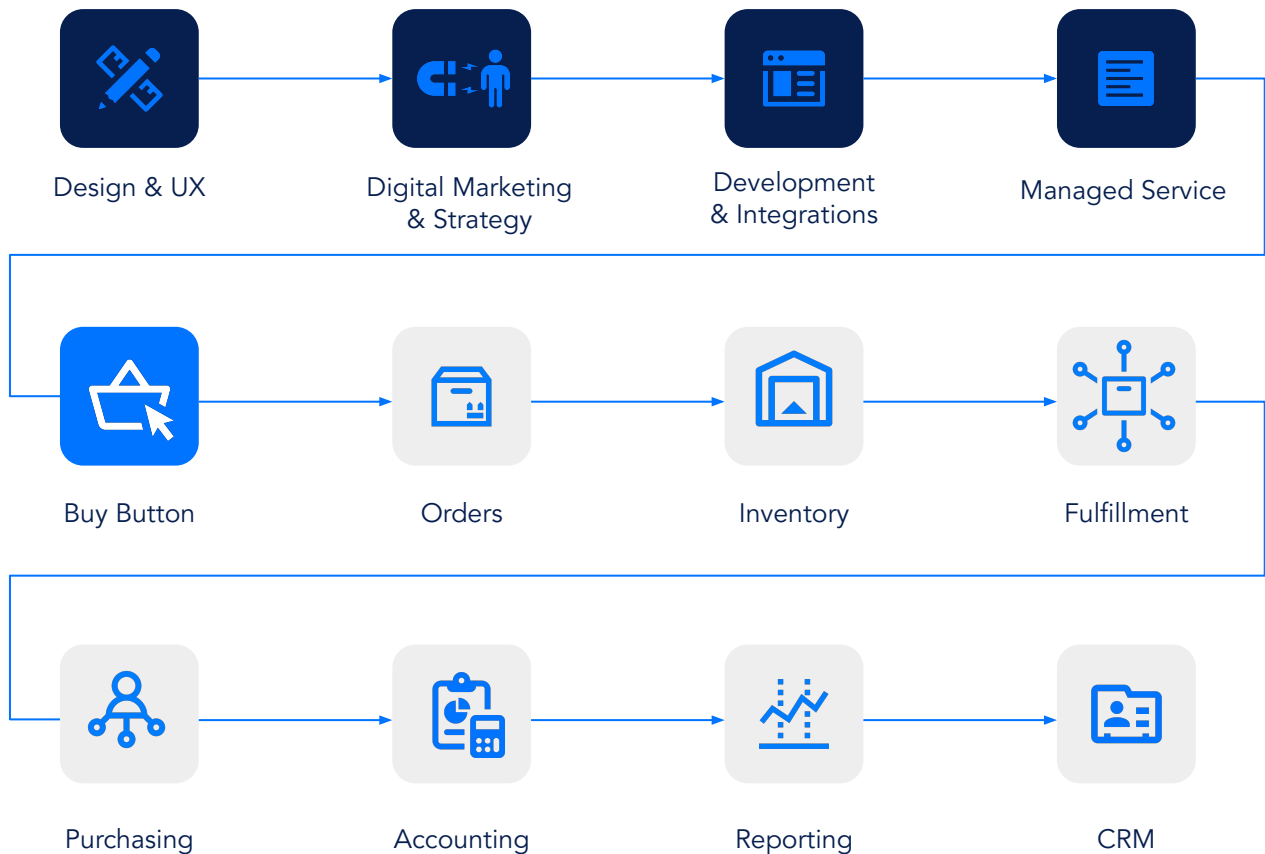 Design & UX
Digital Marketing
& Strategy
Development
& Integrations
Managed Service
Buy Button
Orders
Inventory
Fulfillment
Purchasing
Accounting
Reporting
CRM